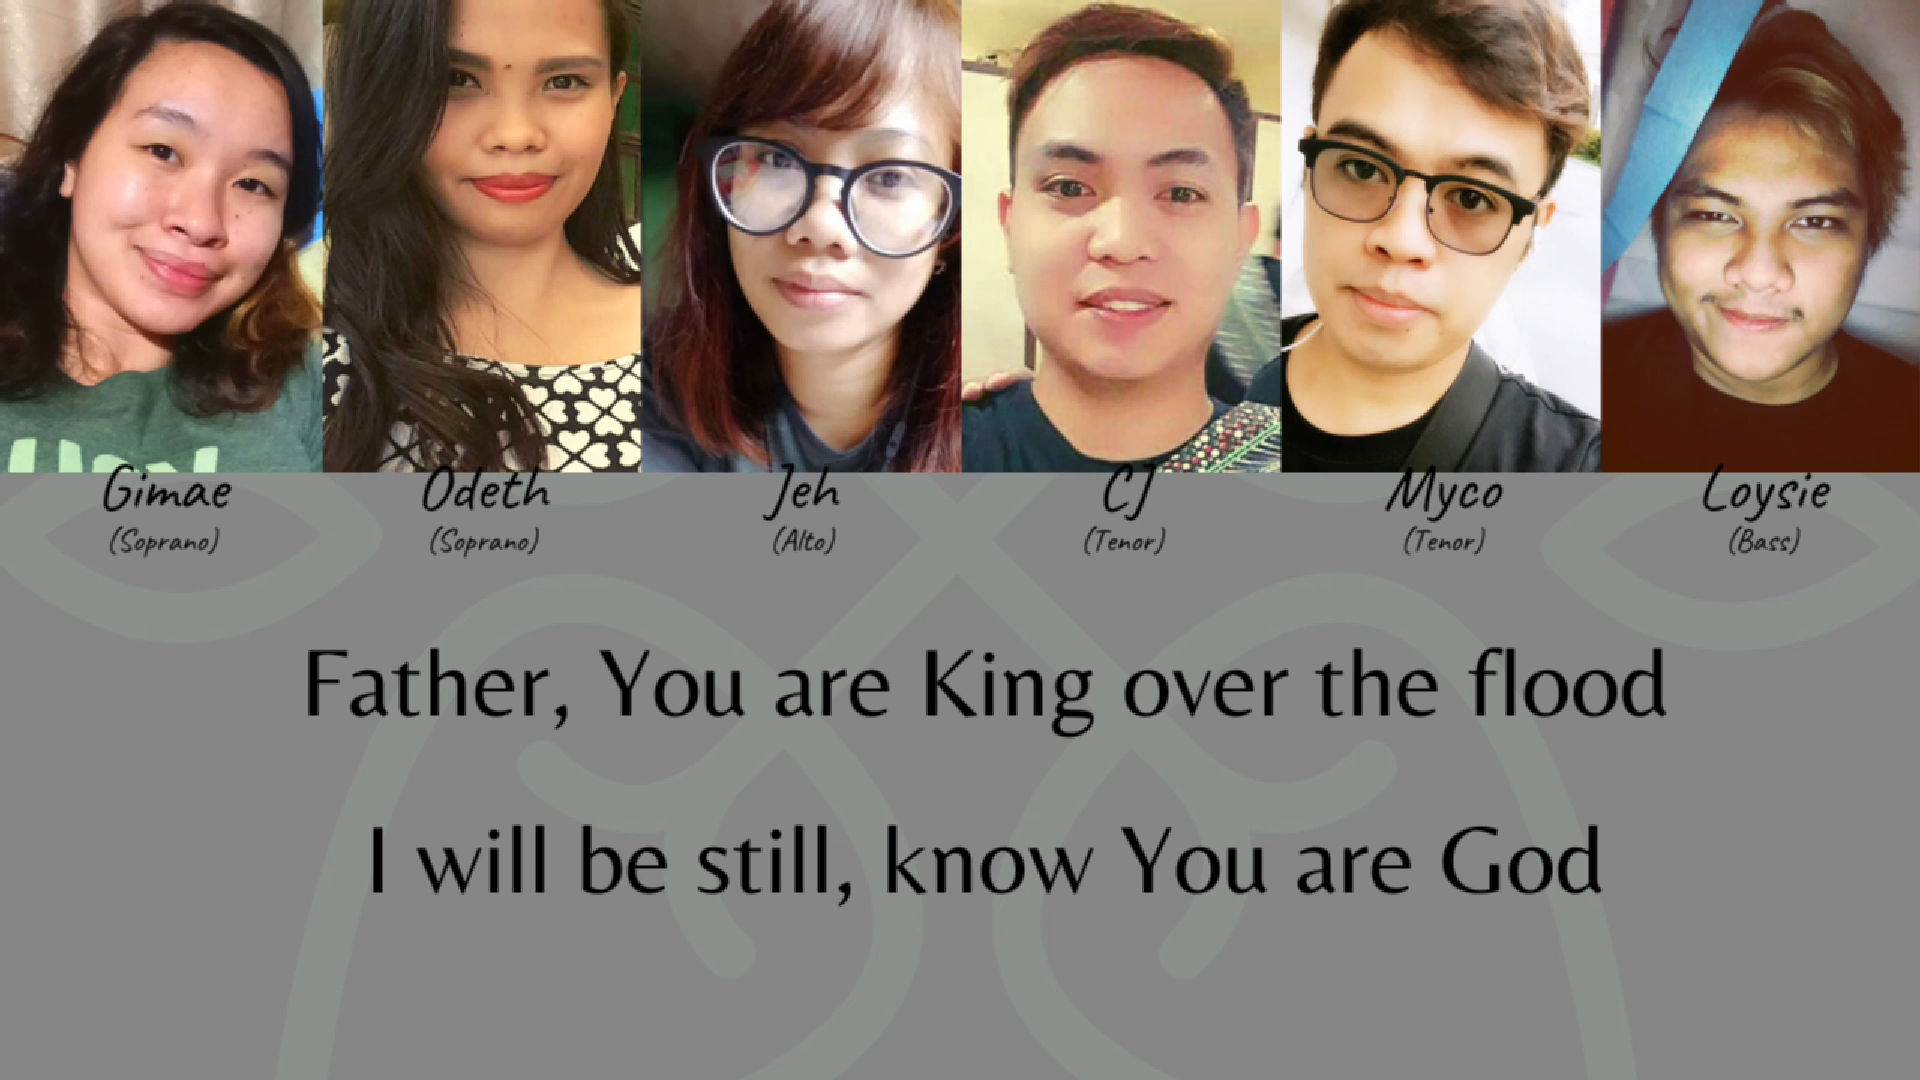 Gimae
(Soprano)
Odeth
(Soprano)
Jeh
(Alto)
CJ
(Tenor)
Myco
(Tenor)
Loysie
(Bass)
Father, You are King over the flood
I will be still, know You are God